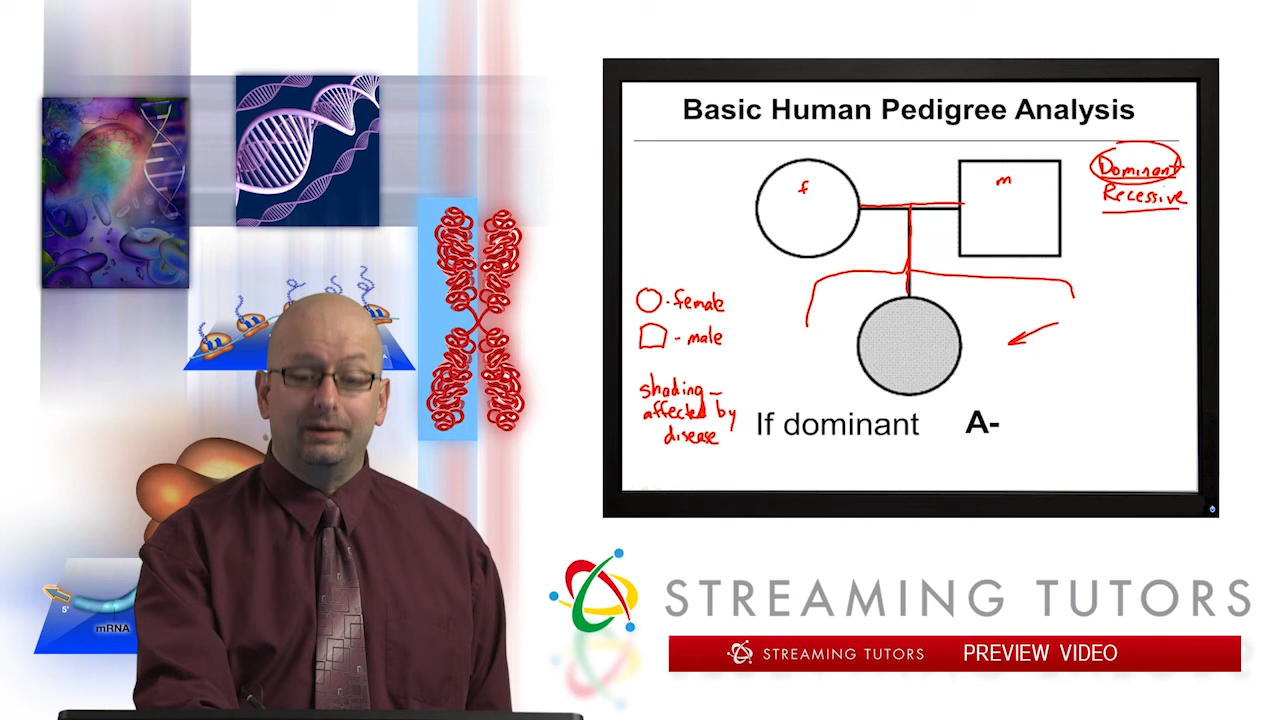 Basic Human Pedigree Analysis
f
m
Dominant
Recessive
- female
- male
shading -
affected by
disease
If dominant
A-
5'
mRNA
STREAMING TUTORS
STREAMING TUTORS
PREVIEW VIDEO